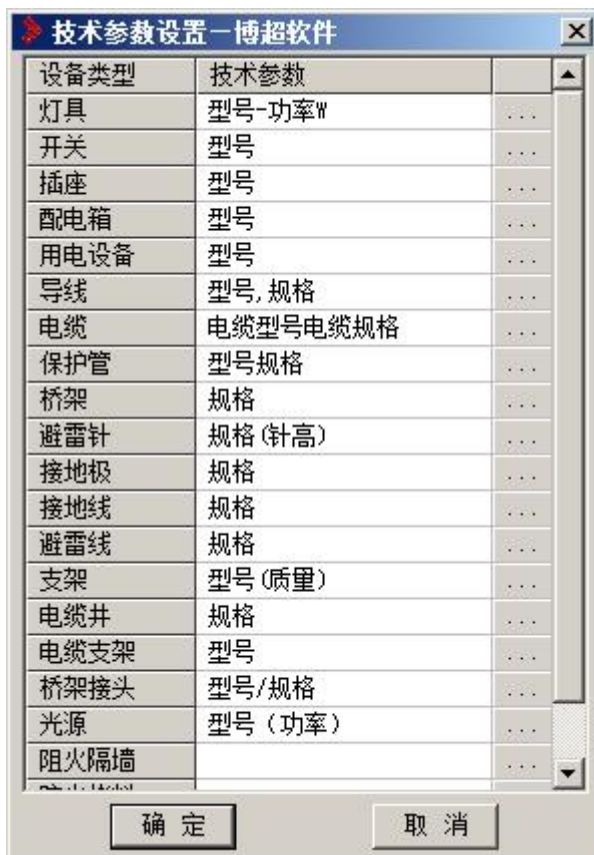 技术参数设置－博超软件
设备类型 技术参数
灯具 型号-功率W ...
开关 型号 ...
插座 型号 ...
配电箱 型号 ...
用电设备 型号 ...
导线 型号,规格 ...
电缆 电缆型号电缆规格 ...
保护管 型号规格 ...
桥架 规格 ...
避雷针 规格(针高) ...
接地极 规格 ...
接地线 规格 ...
避雷线 规格 ...
支架 型号(质量) ...
电缆井 规格 ...
电缆支架 型号 ...
桥架接头 型号/规格 ...
光源 型号（功率） ...
阻火隔墙 ...
确 定 取 消